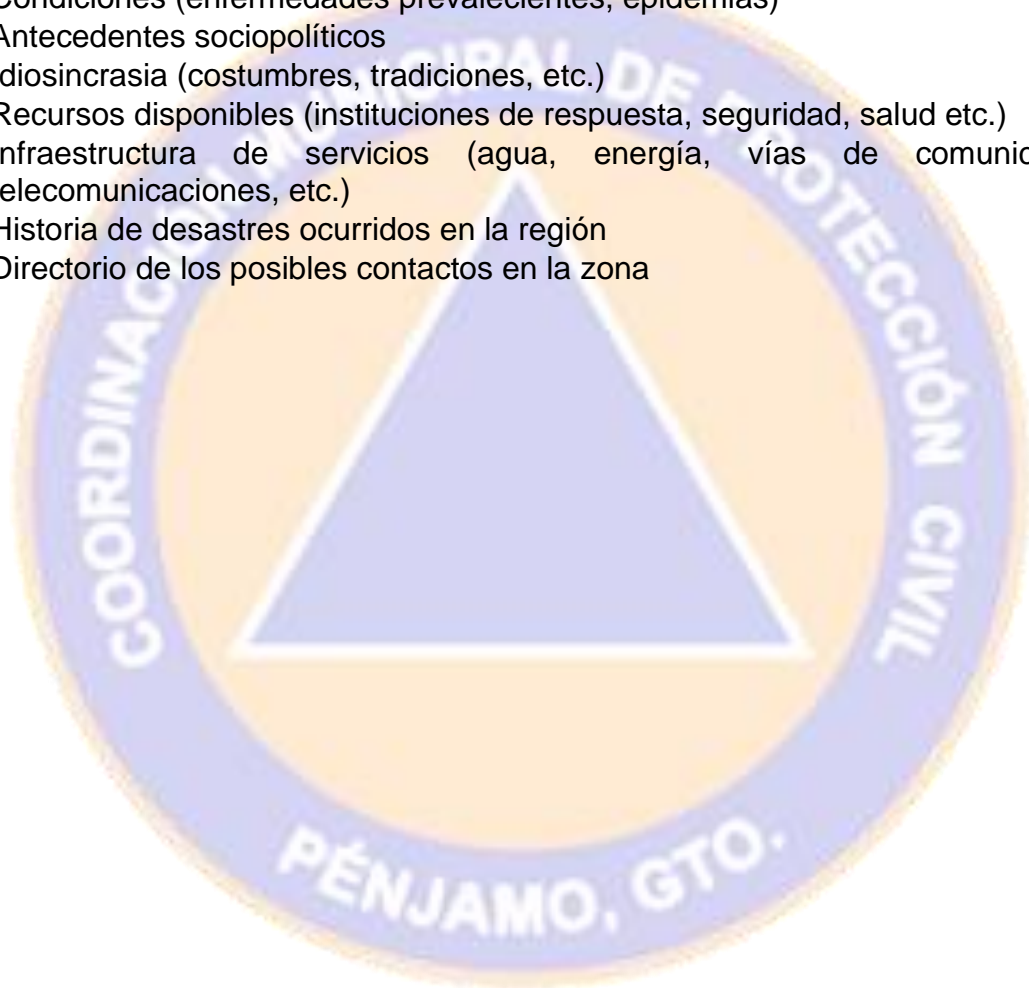 Condiciones (enfermedades prevalecientes, epidemias)
Antecedentes sociopolíticos
diosincrasia (costumbres, tradiciones, etc.)
Recursos disponibles (instituciones de respuesta, seguridad, salud etc.)
nfraestructura de servicios (agua, energía, vías de comunic
elecomunicaciones, etc.)
Historia de desastres ocurridos en la región
Directorio de los posibles contactos en la zona
COORDINACIÓN MUNICIPAL DE PROTECCIÓN CIVIL
PÉNJAMO, GTO.